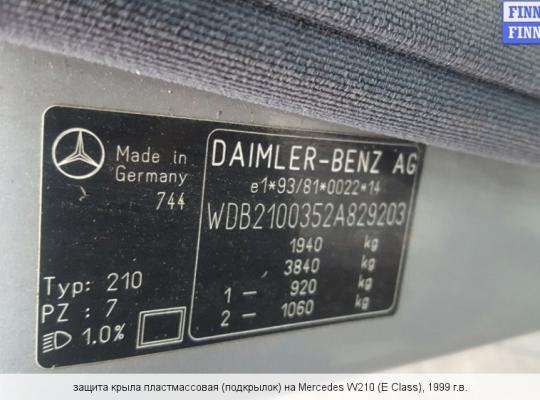 FINN
FINN
Made in
Germany
744
DAIMLER-BENZ AG
e1*93/81*0022*14
WDB2100352A829203
1940 kg
3840 kg
1 — 920 kg
2 — 1060 kg
Typ: 210
PZ : 7
1.0%
защита крыла пластмассовая (подкрылок) на Mercedes W210 (E Class), 1999 г.в.